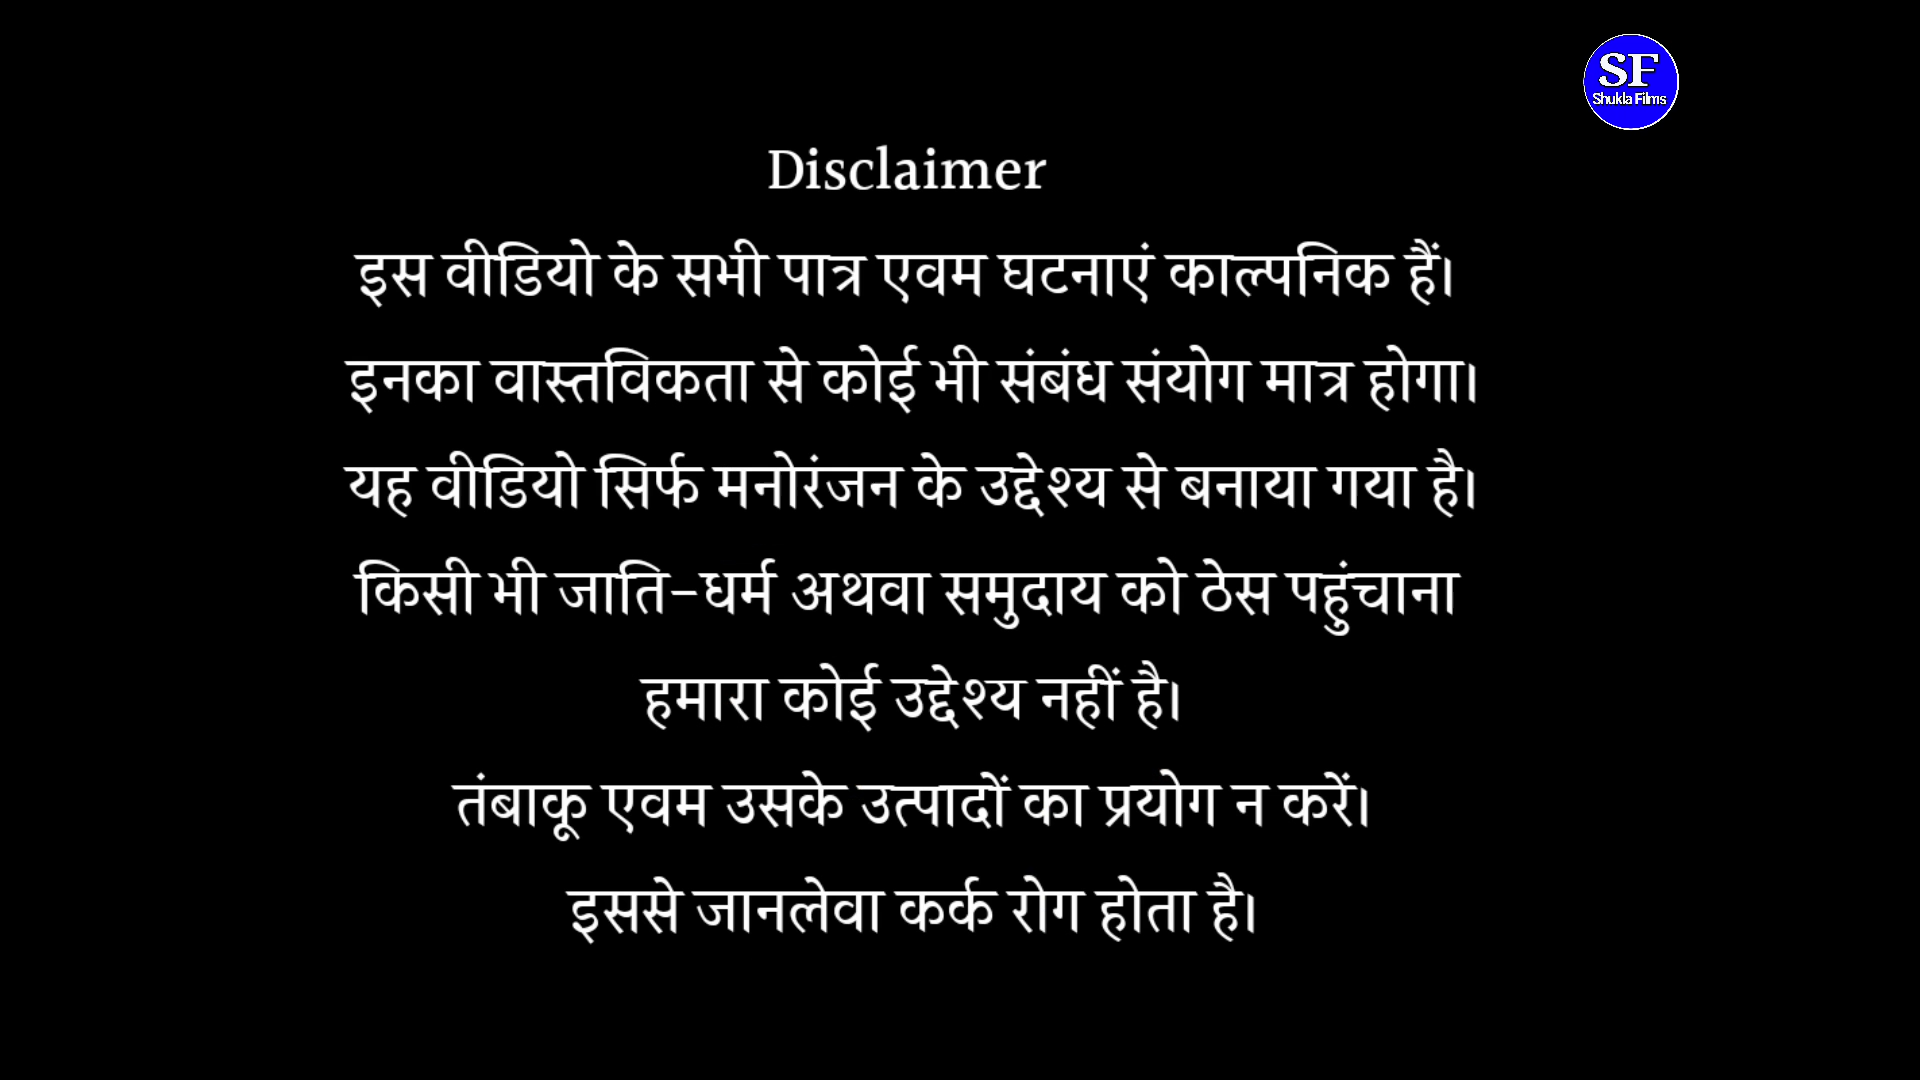 SF
Shukla Films
Disclaimer
इस वीडियो के सभी पात्र एवम घटनाएं काल्पनिक हैं।
इनका वास्तविकता से कोई भी संबंध संयोग मात्र होगा।
यह वीडियो सिर्फ मनोरंजन के उद्देश्य से बनाया गया है।
किसी भी जाति-धर्म अथवा समुदाय को ठेस पहुंचाना
हमारा कोई उद्देश्य नहीं है।
तंबाकू एवम उसके उत्पादों का प्रयोग न करें।
इससे जानलेवा कर्क रोग होता है।